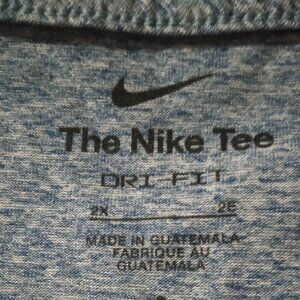 The Nike Tee
DRI-FIT
2X 2E
MADE IN GUATEMALA
FABRIQUÉ AU
GUATEMALA